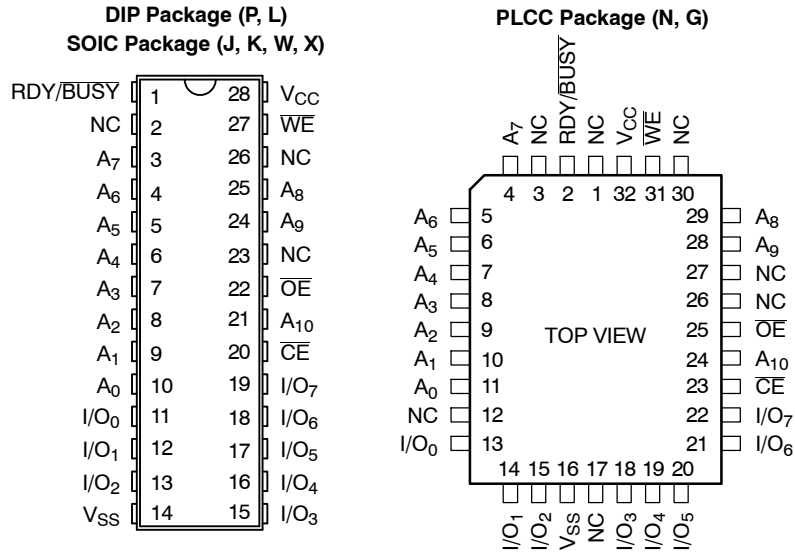 DIP Package (P, L)
SOIC Package (J, K, W, X)
RDY/BUSY 1 28 VCC
NC 2 27 WE
A7 3 26 NC
A6 4 25 A8
A5 5 24 A9
A4 6 23 NC
A3 7 22 OE
A2 8 21 A10
A1 9 20 CE
A0 10 19 I/O7
I/O0 11 18 I/O6
I/O1 12 17 I/O5
I/O2 13 16 I/O4
VSS 14 15 I/O3
PLCC Package (N, G)
A7 NC RDY/BUSY NC VCC WE NC
4 3 2 1 32 31 30
A6 5 29 A8
A5 6 28 A9
A4 7 27 NC
A3 8 26 NC
A2 9 TOP VIEW 25 OE
A1 10 24 A10
A0 11 23 CE
NC 12 22 I/O7
I/O0 13 21 I/O6
14 15 16 17 18 19 20
I/O1 I/O2 VSS NC I/O3 I/O4 I/O5